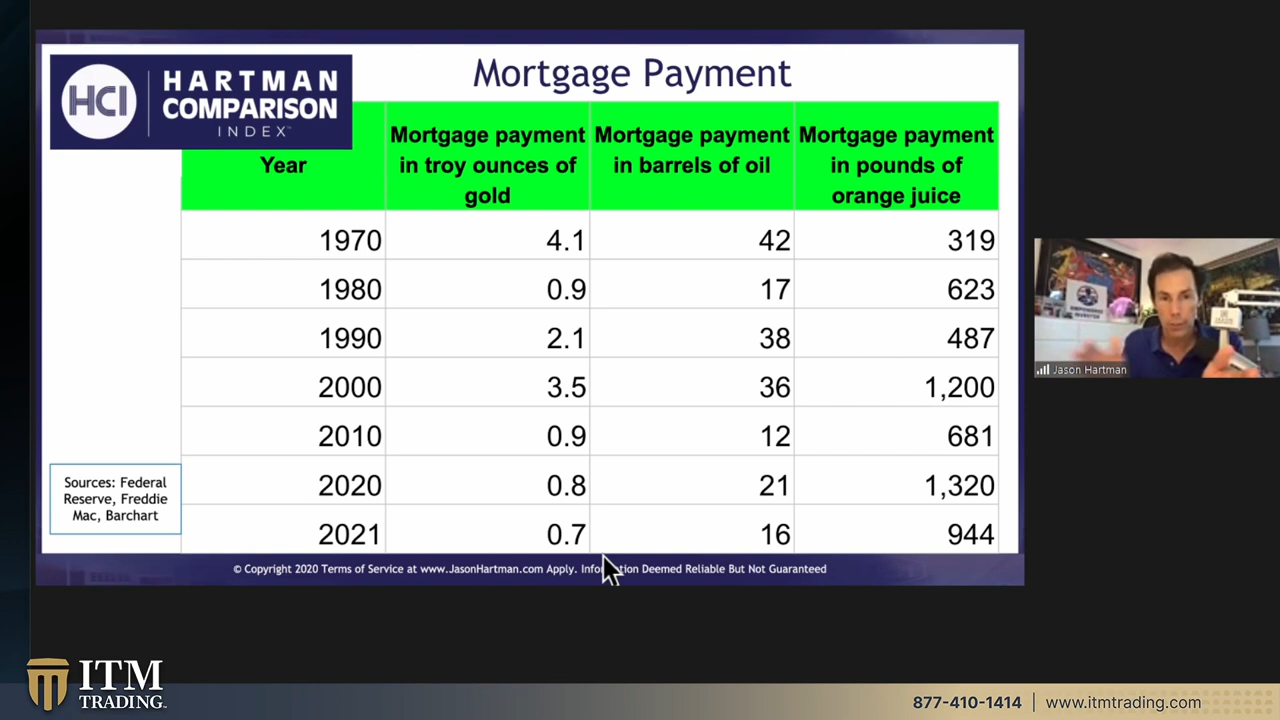 HCI
HARTMAN
COMPARISON
INDEX™
Mortgage Payment
Year
Mortgage payment in troy ounces of gold
Mortgage payment in barrels of oil
Mortgage payment in pounds of orange juice
1970 4.1 42 319
1980 0.9 17 623
1990 2.1 38 487
2000 3.5 36 1,200
2010 0.9 12 681
2020 0.8 21 1,320
2021 0.7 16 944
Sources: Federal
Reserve, Freddie
Mac, Barchart
© Copyright 2020 Terms of Service at www.JasonHartman.com Apply. Information Deemed Reliable But Not Guaranteed
Jason Hartman
ITM
TRADING
877-410-1414 | www.itmtrading.com